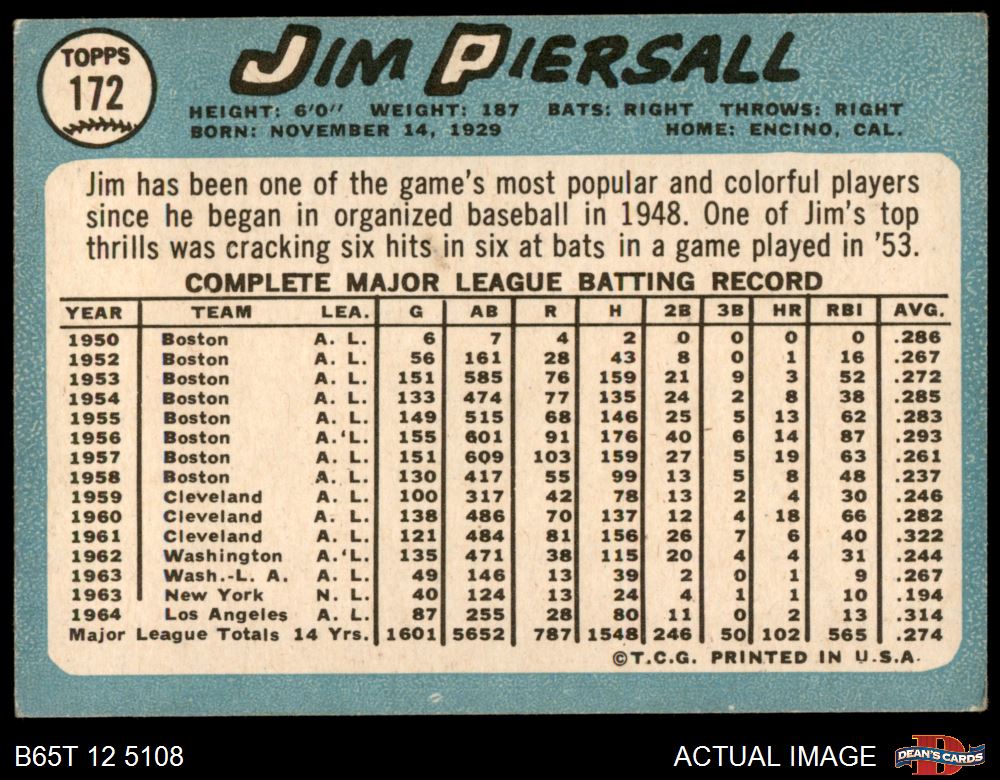 TOPPS
172
JIM PIERSALL
HEIGHT: 6'0" WEIGHT: 187 BATS: RIGHT THROWS: RIGHT
BORN: NOVEMBER 14, 1929 HOME: ENCINO, CAL.
Jim has been one of the game's most popular and colorful players
since he began in organized baseball in 1948. One of Jim's top
thrills was cracking six hits in six at bats in a game played in '53.
COMPLETE MAJOR LEAGUE BATTING RECORD
YEAR TEAM LEA. G AB R H 2B 3B HR RBI AVG.
1950 Boston A. L. 6 7 4 2 0 0 0 0 .286
1952 Boston A. L. 56 161 28 43 8 0 1 16 .267
1953 Boston A. L. 151 585 76 159 21 9 3 52 .272
1954 Boston A. L. 133 474 77 135 24 2 8 38 .285
1955 Boston A. L. 149 515 68 146 25 5 13 62 .283
1956 Boston A. L. 155 601 91 176 40 6 14 87 .293
1957 Boston A. L. 151 609 103 159 27 5 19 63 .261
1958 Boston A. L. 130 417 55 99 13 5 8 48 .237
1959 Cleveland A. L. 100 317 42 78 13 2 4 30 .246
1960 Cleveland A. L. 138 486 70 137 12 4 18 66 .282
1961 Cleveland A. L. 121 484 81 156 26 7 6 40 .322
1962 Washington A. L. 135 471 38 115 20 4 4 31 .244
1963 Wash.-L. A. A. L. 49 146 13 39 2 0 1 9 .267
1963 New York N. L. 40 124 13 24 4 1 1 10 .194
1964 Los Angeles A. L. 87 255 28 80 11 0 2 13 .314
Major League Totals 14 Yrs. 1601 5652 787 1548 246 50 102 565 .274
©T.C.G. PRINTED IN U.S.A.
B65T 12 5108 ACTUAL IMAGE DEAN'S CARDS